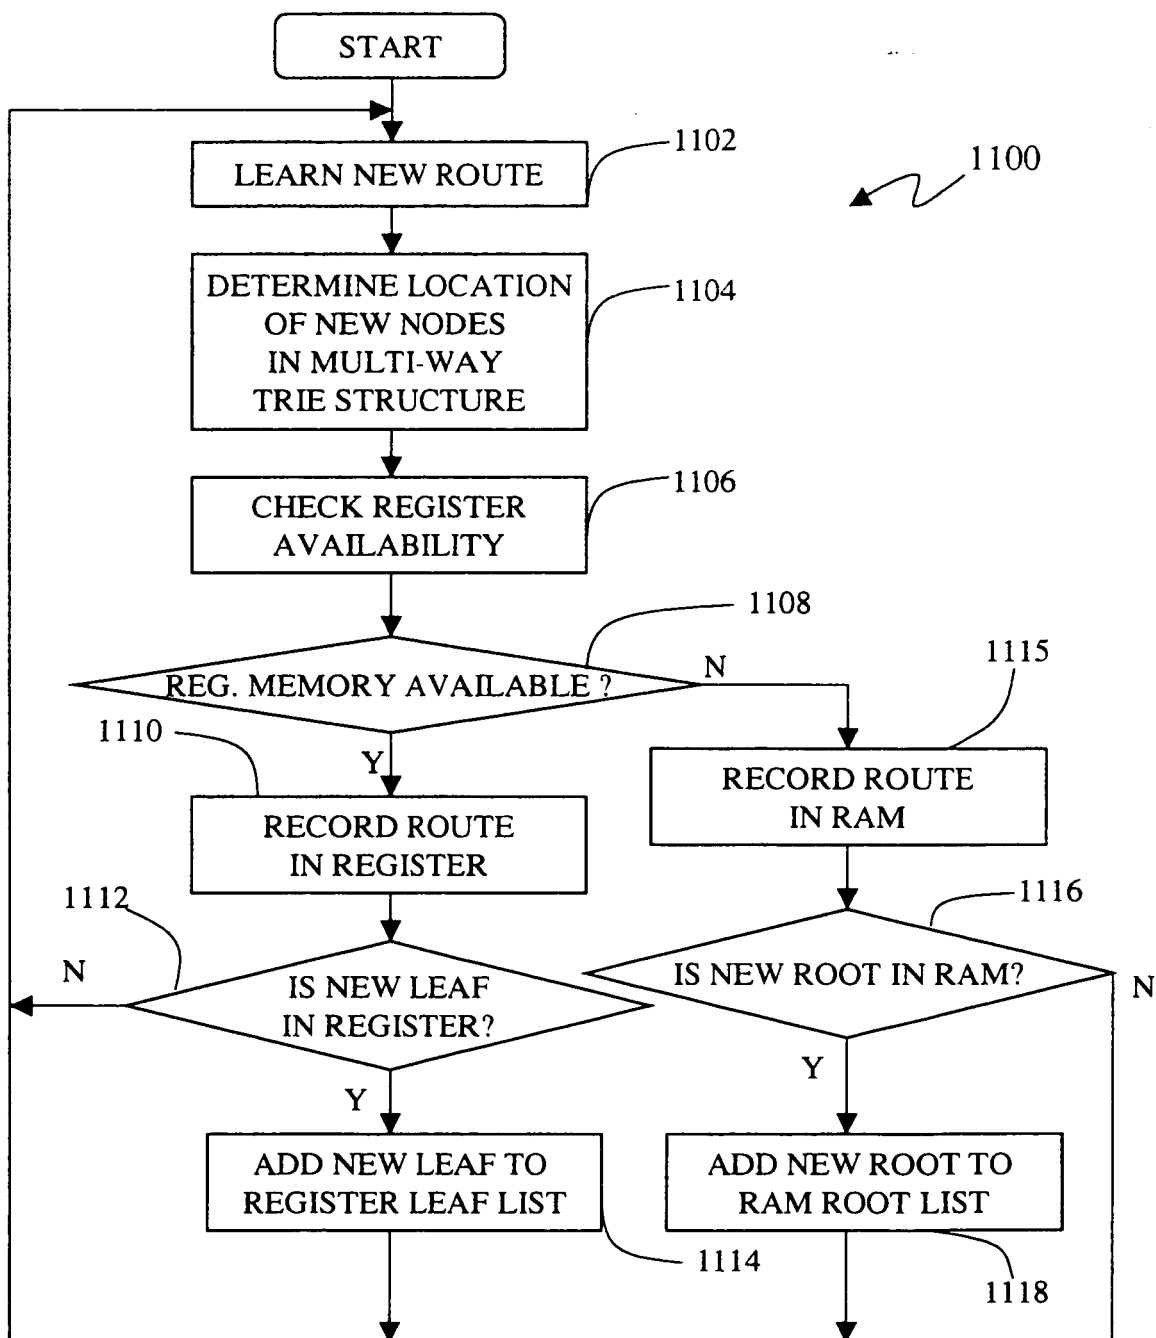 START
1102
LEARN NEW ROUTE
1100
DETERMINE LOCATION
OF NEW NODES
IN MULTI-WAY
TRIE STRUCTURE
1104
1106
CHECK REGISTER
AVAILABILITY
1108
REG. MEMORY AVAILABLE ?
N
1115
1110
Y
RECORD ROUTE
IN RAM
RECORD ROUTE
IN REGISTER
1112
1116
N
IS NEW LEAF
IN REGISTER?
IS NEW ROOT IN RAM?
N
Y
Y
ADD NEW LEAF TO
REGISTER LEAF LIST
ADD NEW ROOT TO
RAM ROOT LIST
1114
1118